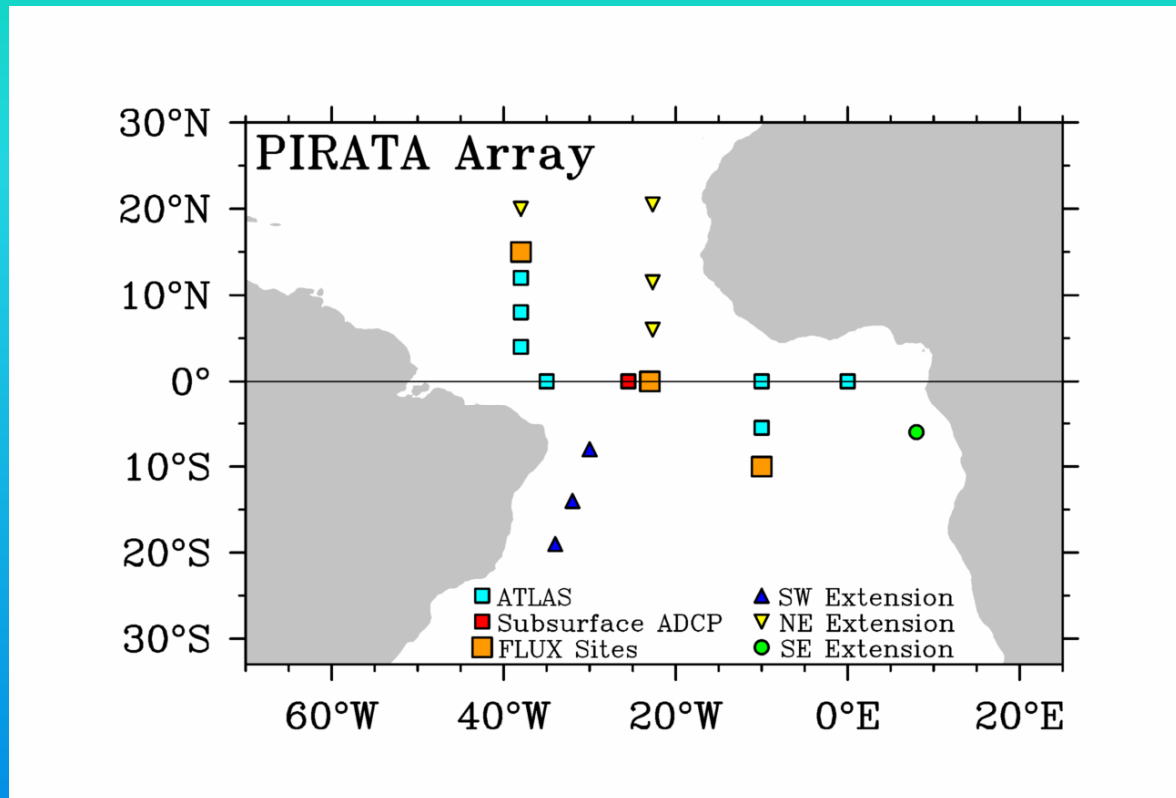 PIRATA Array
30°N
20°N
10°N
0°
10°S
20°S
30°S
ATLAS
Subsurface ADCP
FLUX Sites
SW Extension
NE Extension
SE Extension
60°W 40°W 20°W 0°E 20°E